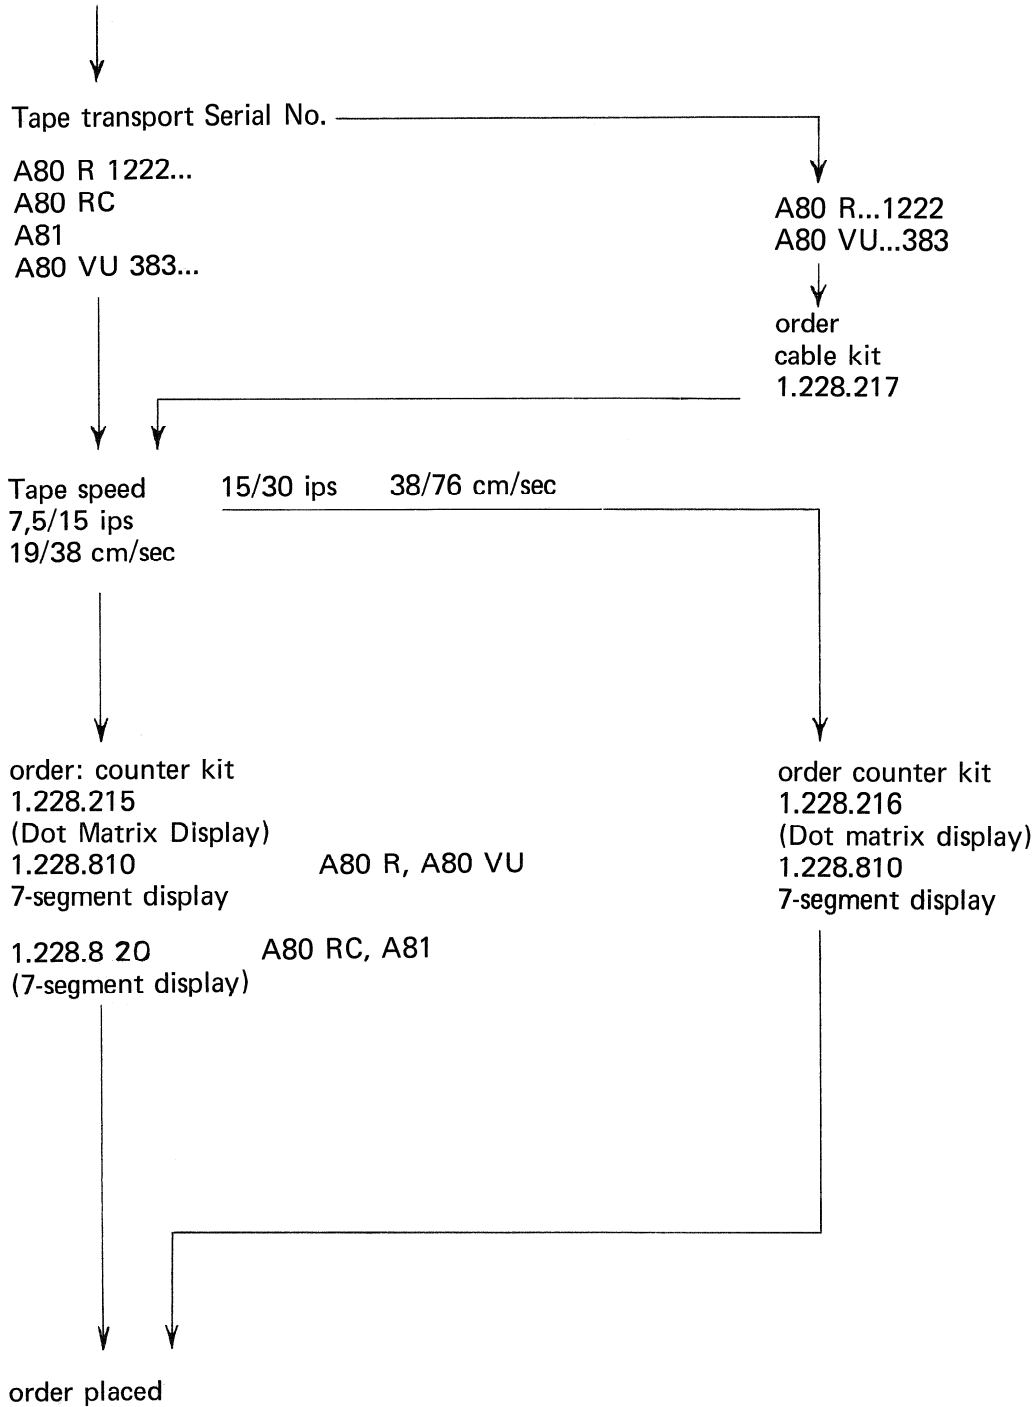 Tape transport Serial No.
A80 R 1222...
A80 RC
A81
A80 VU 383...
A80 R...1222
A80 VU...383
order
cable kit
1.228.217
Tape speed
7,5/15 ips
19/38 cm/sec
15/30 ips 38/76 cm/sec
order: counter kit
1.228.215
(Dot Matrix Display)
1.228.810 A80 R, A80 VU
7-segment display
1.228.8 20 A80 RC, A81
(7-segment display)
order counter kit
1.228.216
(Dot matrix display)
1.228.810
7-segment display
order placed